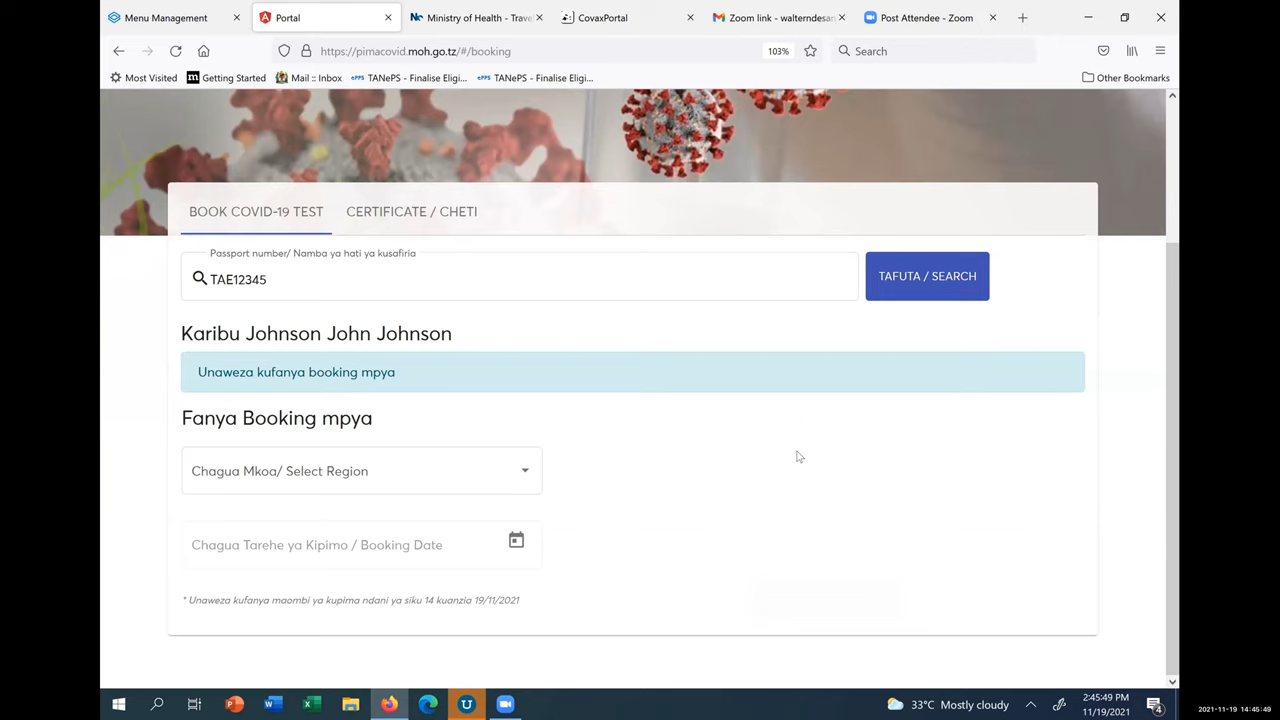 Menu Management
Portal
Ministry of Health - Trave
CovaxPortal
Zoom link - walterndesan
Post Attendee - Zoom
https://pimacovid.moh.go.tz/#/booking
103%
Search
Most Visited
Getting Started
Mail :: Inbox
TANePS - Finalise Eligi...
TANePS - Finalise Eligi...
Other Bookmarks
BOOK COVID-19 TEST
CERTIFICATE / CHETI
Passport number/ Namba ya hati ya kusafiria
TAE12345
TAFUTA / SEARCH
Karibu Johnson John Johnson
Unaweza kufanya booking mpya
Fanya Booking mpya
Chagua Mkoa/ Select Region
Chagua Tarehe ya Kipimo / Booking Date
* Unaweza kufanya maombi ya kupima ndani ya siku 14 kuanzia 19/11/2021
33°C Mostly cloudy
2:45:49 PM
11/19/2021
4
2021-11-19 14:45:49